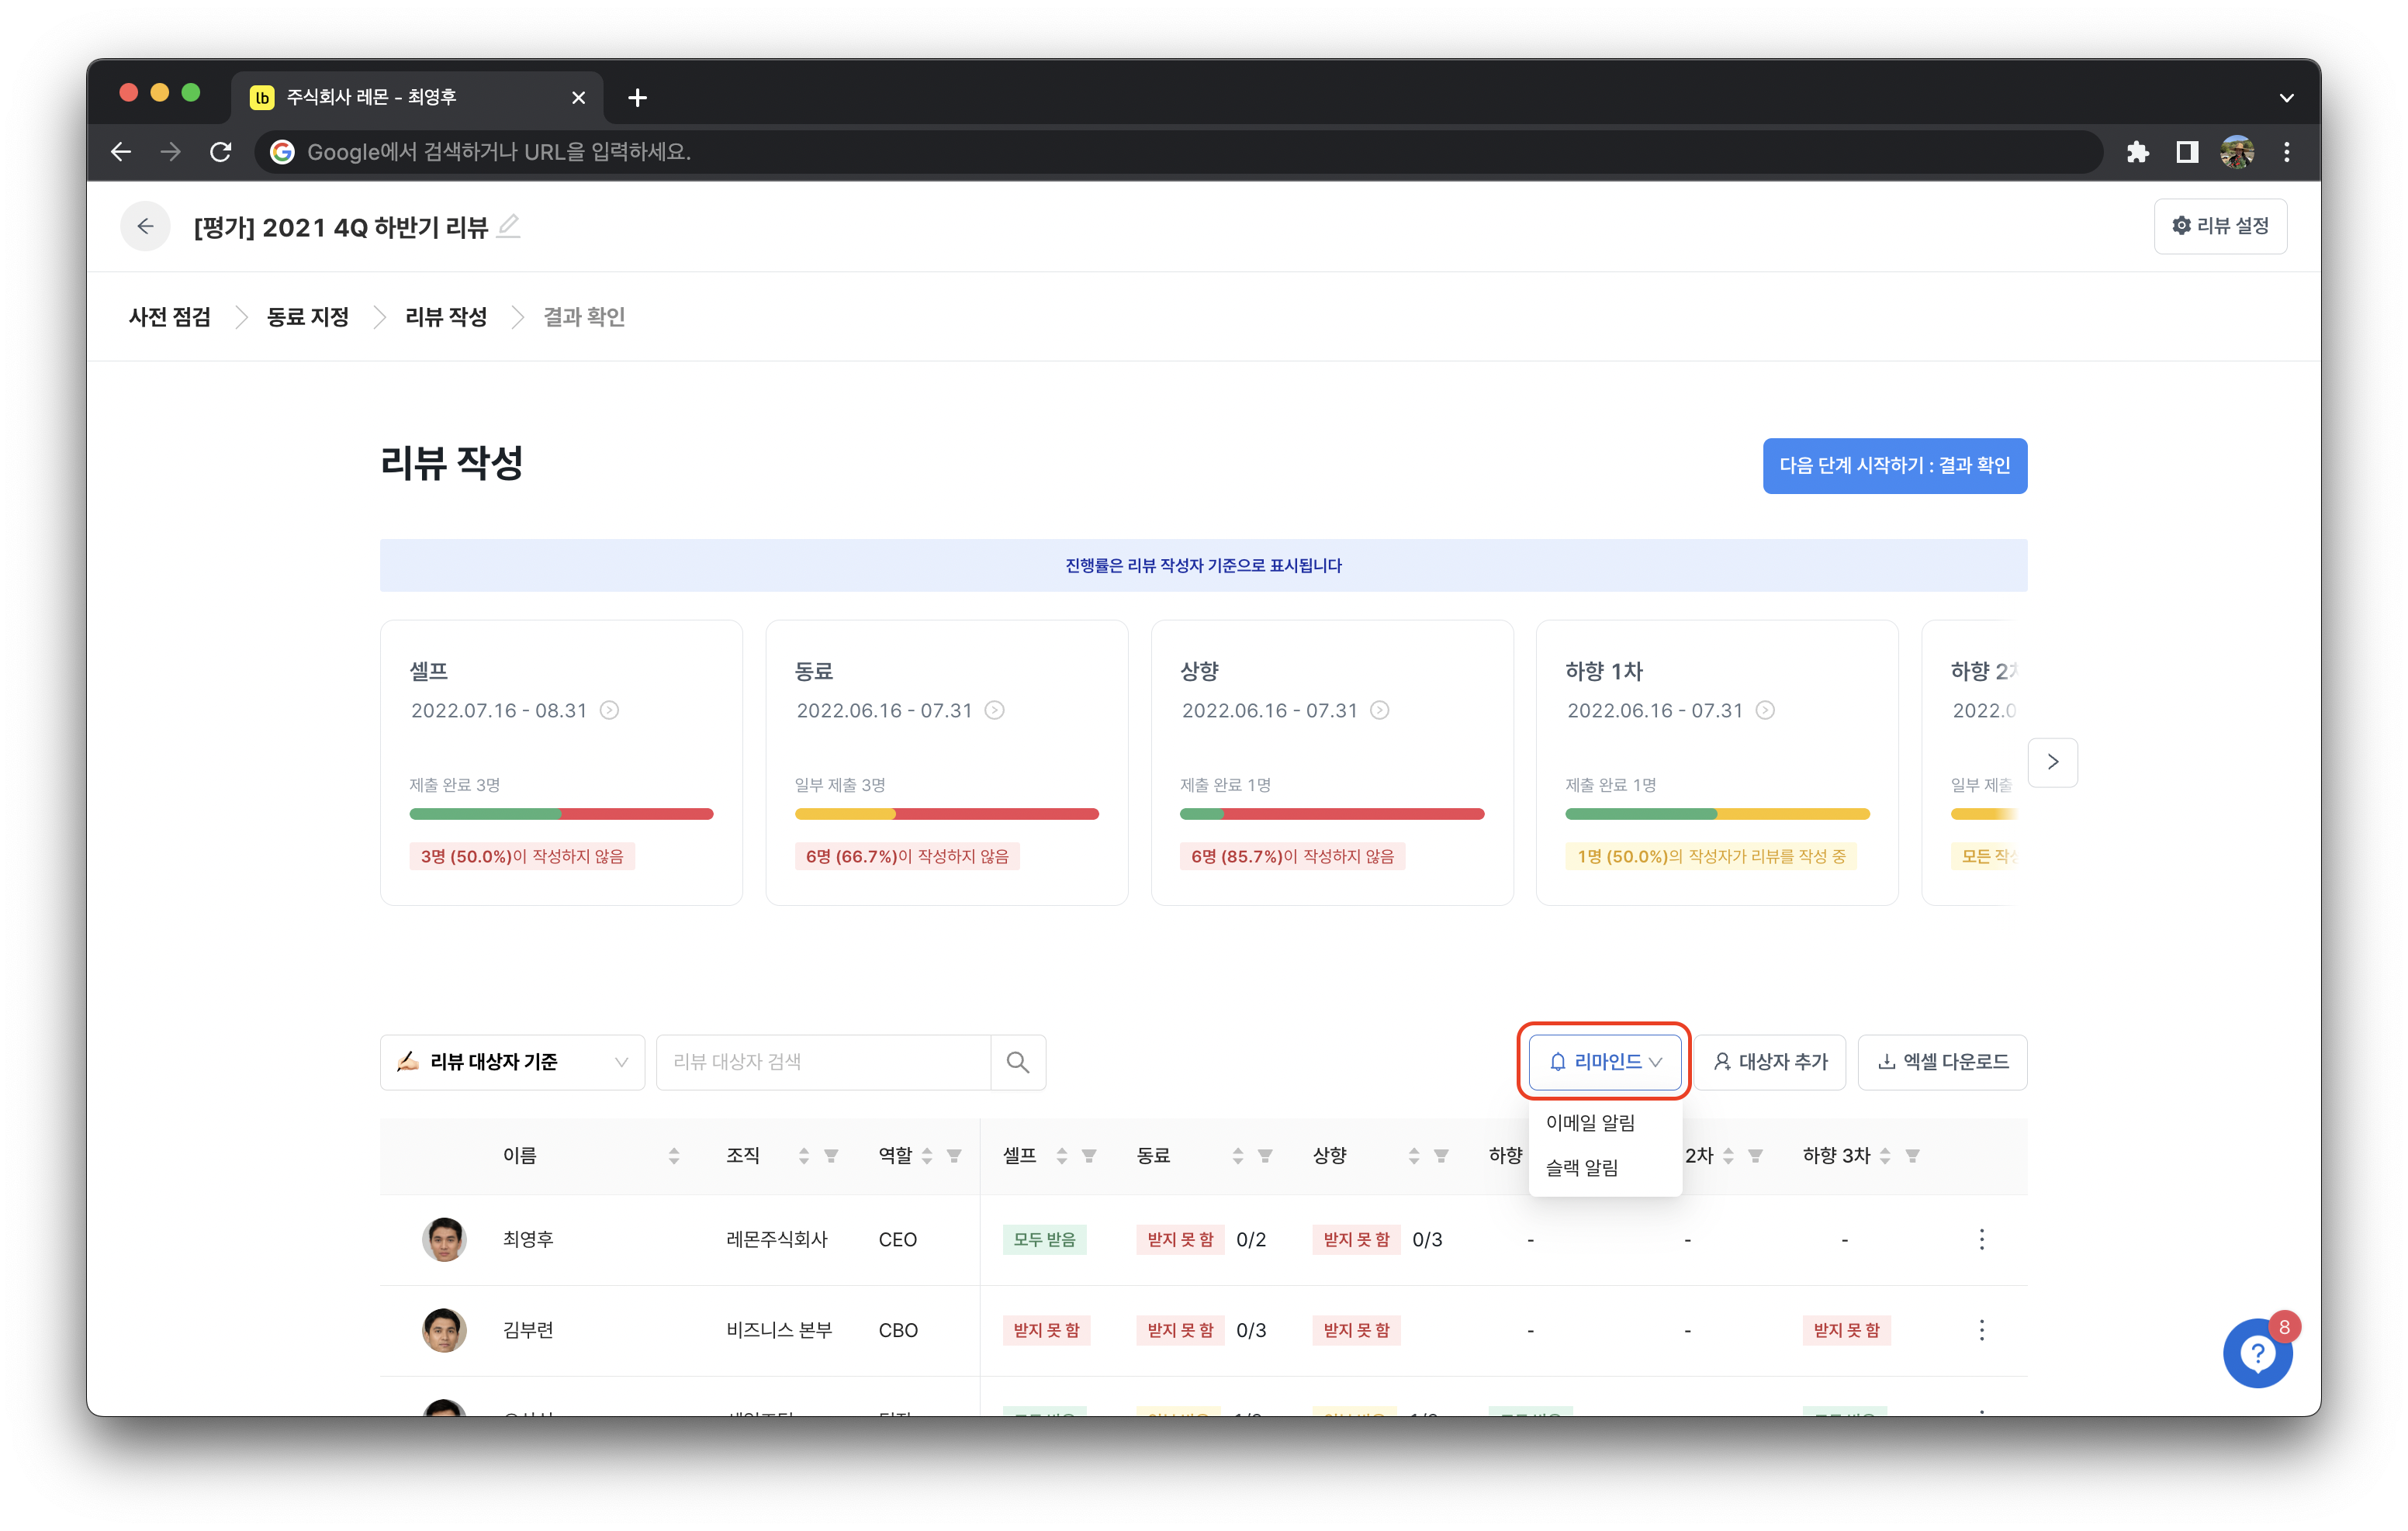 lb 주식회사 레몬 - 최영후
Google에서 검색하거나 URL을 입력하세요.
[평가] 2021 4Q 하반기 리뷰
리뷰 설정
사전 점검 동료 지정 리뷰 작성 결과 확인
리뷰 작성
다음 단계 시작하기 : 결과 확인
진행률은 리뷰 작성자 기준으로 표시됩니다
셀프
2022.07.16 - 08.31
제출 완료 3명
3명 (50.0%)이 작성하지 않음
동료
2022.06.16 - 07.31
일부 제출 3명
6명 (66.7%)이 작성하지 않음
상향
2022.06.16 - 07.31
제출 완료 1명
6명 (85.7%)이 작성하지 않음
하향 1차
2022.06.16 - 07.31
제출 완료 1명
1명 (50.0%)의 작성자가 리뷰를 작성 중
하향 2차
2022.0
일부 제출
모든 작성
리뷰 대상자 기준
리뷰 대상자 검색
리마인드
대상자 추가
엑셀 다운로드
이메일 알림
슬랙 알림
이름 조직 역할 셀프 동료 상향 하향 2차 하향 3차
최영후 레몬주식회사 CEO 모두 받음 받지 못 함 0/2 받지 못 함 0/3 - - -
김부련 비즈니스 본부 CBO 받지 못 함 받지 못 함 0/3 받지 못 함 - - 받지 못 함
8